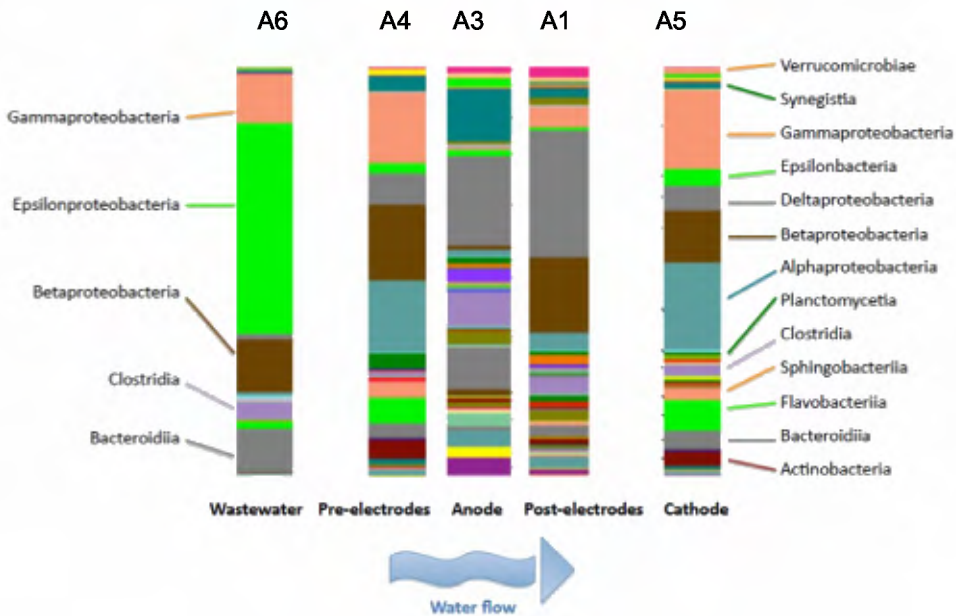 A6 A4 A3 A1 A5
Gammaproteobacteria
Epsilonproteobacteria
Betaproteobacteria
Clostridia
Bacteroidiia
Verrucomicrobiae
Synegistia
Gammaproteobacteria
Epsilonbacteria
Deltaproteobacteria
Betaproteobacteria
Alphaproteobacteria
Planctomycetia
Clostridia
Sphingobacteriia
Flavobacteriia
Bacteroidiia
Actinobacteria
Wastewater Pre-electrodes Anode Post-electrodes Cathode
Water flow